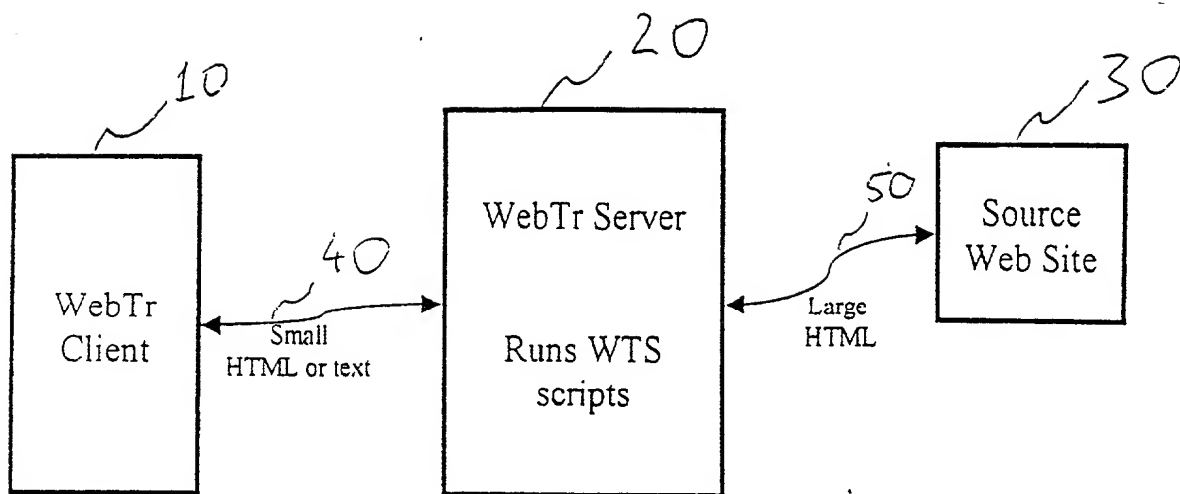 10
20
30
WebTr
Client
40
Small
HTML or text
WebTr Server
Runs WTS
scripts
50
Large
HTML
Source
Web Site